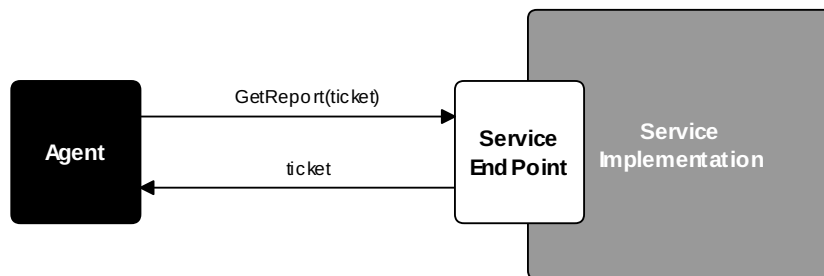 GetReport(ticket)
Agent
Service
End Point
ticket
Service
Implementation